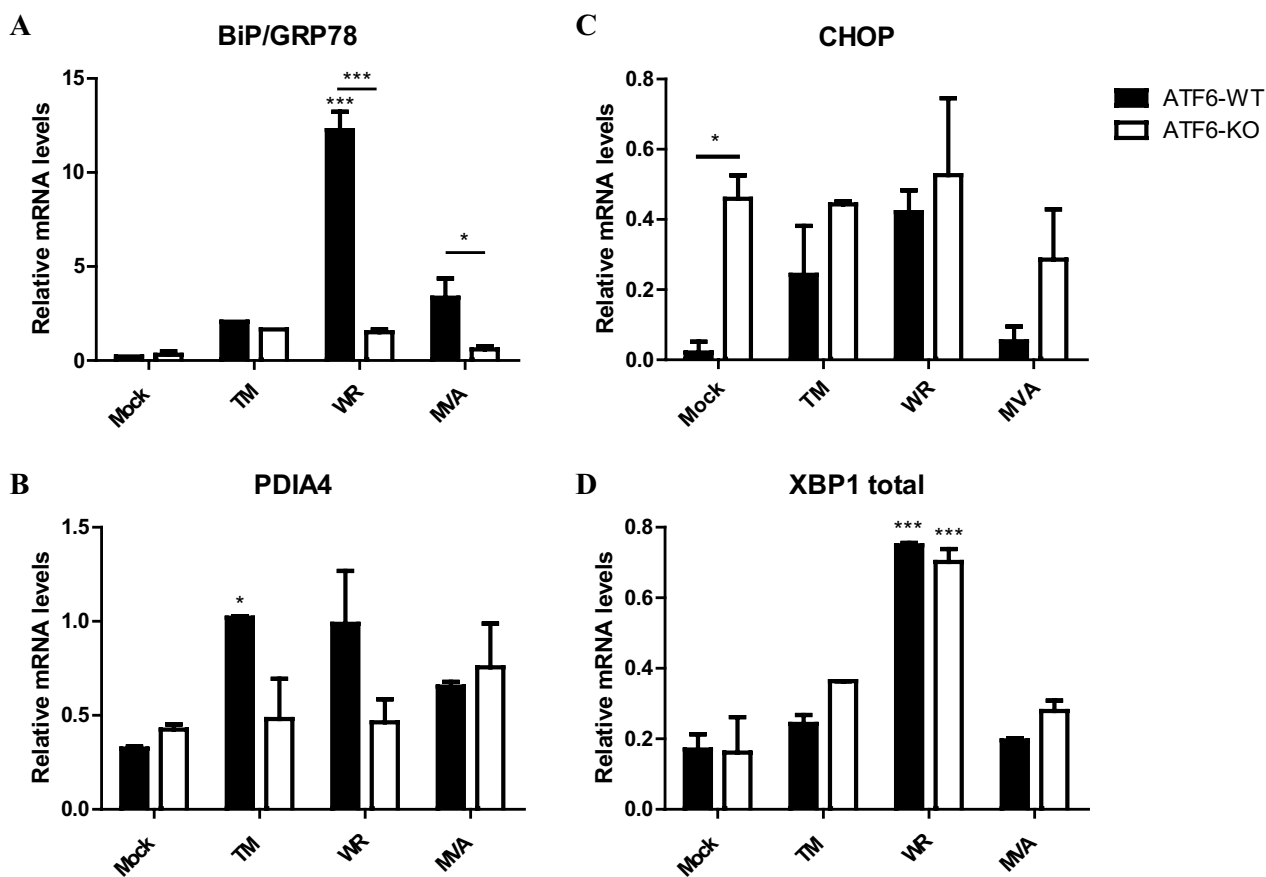 A
BiP/GRP78
Relative mRNA levels
15
10
5
0
***
***
*
Mock
TM
WR
MVA
C
CHOP
Relative mRNA levels
0.8
0.6
0.4
0.2
0.0
*
Mock
TM
WR
MVA
ATF6-WT
ATF6-KO
B
PDIA4
Relative mRNA levels
1.5
1.0
0.5
0.0
*
Mock
TM
WR
MVA
D
XBP1 total
Relative mRNA levels
0.8
0.6
0.4
0.2
0.0
*** ***
Mock
TM
WR
MVA